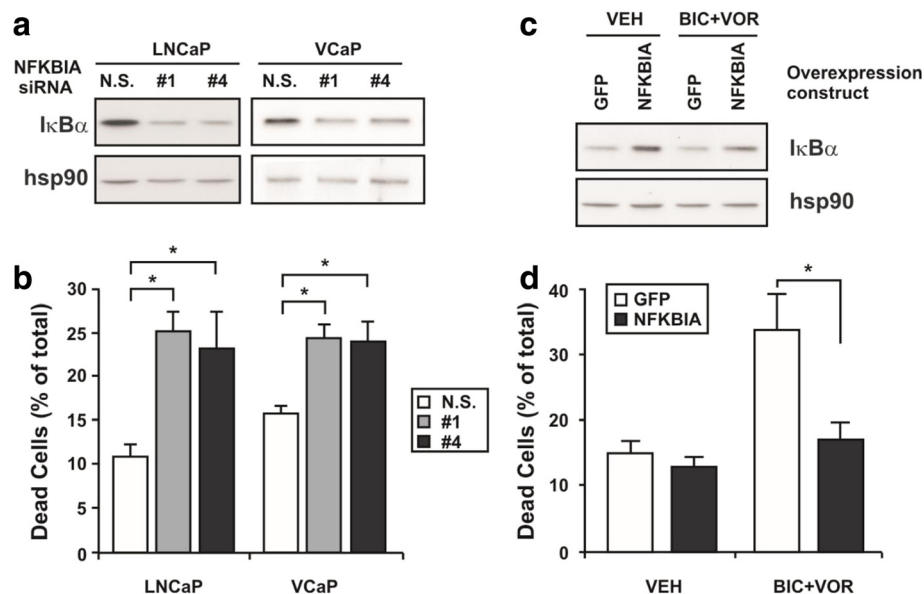 a
LNCaP VCaP
NFKBIA siRNA
N.S. #1 #4 N.S. #1 #4
IκBα
hsp90
b
Dead Cells (% of total)
30
25
20
15
10
5
0
* * * *
N.S.
#1
#4
LNCaP VCaP
c
VEH BIC+VOR
GFP NFKBIA GFP NFKBIA
Overexpression
construct
IκBα
hsp90
d
Dead Cells (% of total)
40
30
20
10
0
GFP
NFKBIA
*
VEH BIC+VOR